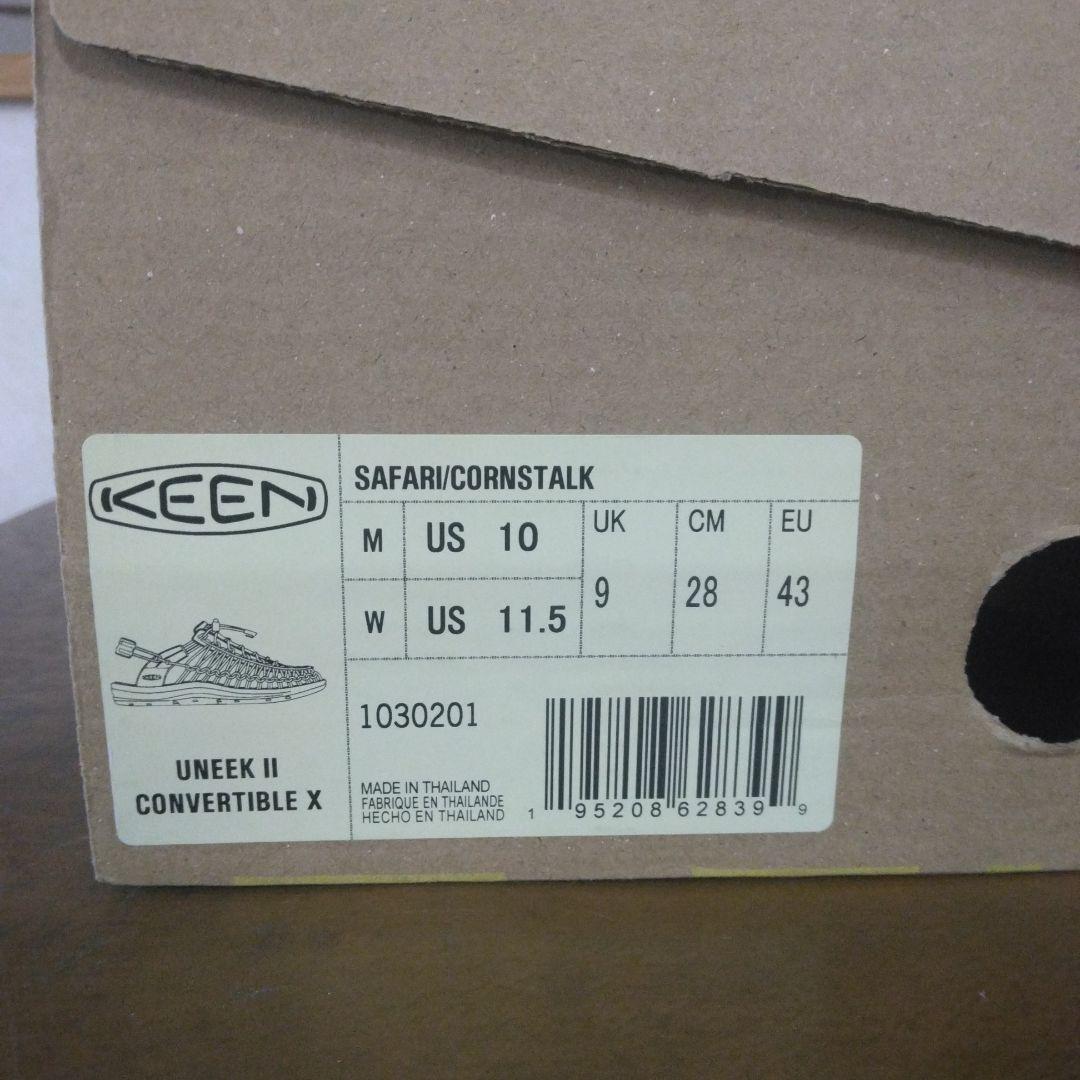 KEEN
SAFARI/CORNSTALK
M US 10
W US 11.5
UK CM EU
9 28 43
KEEN
UNEEK II
CONVERTIBLE X
1030201
MADE IN THAILAND
FABRIQUE EN THAILANDE
HECHO EN THAILAND
1 95208 62839 9